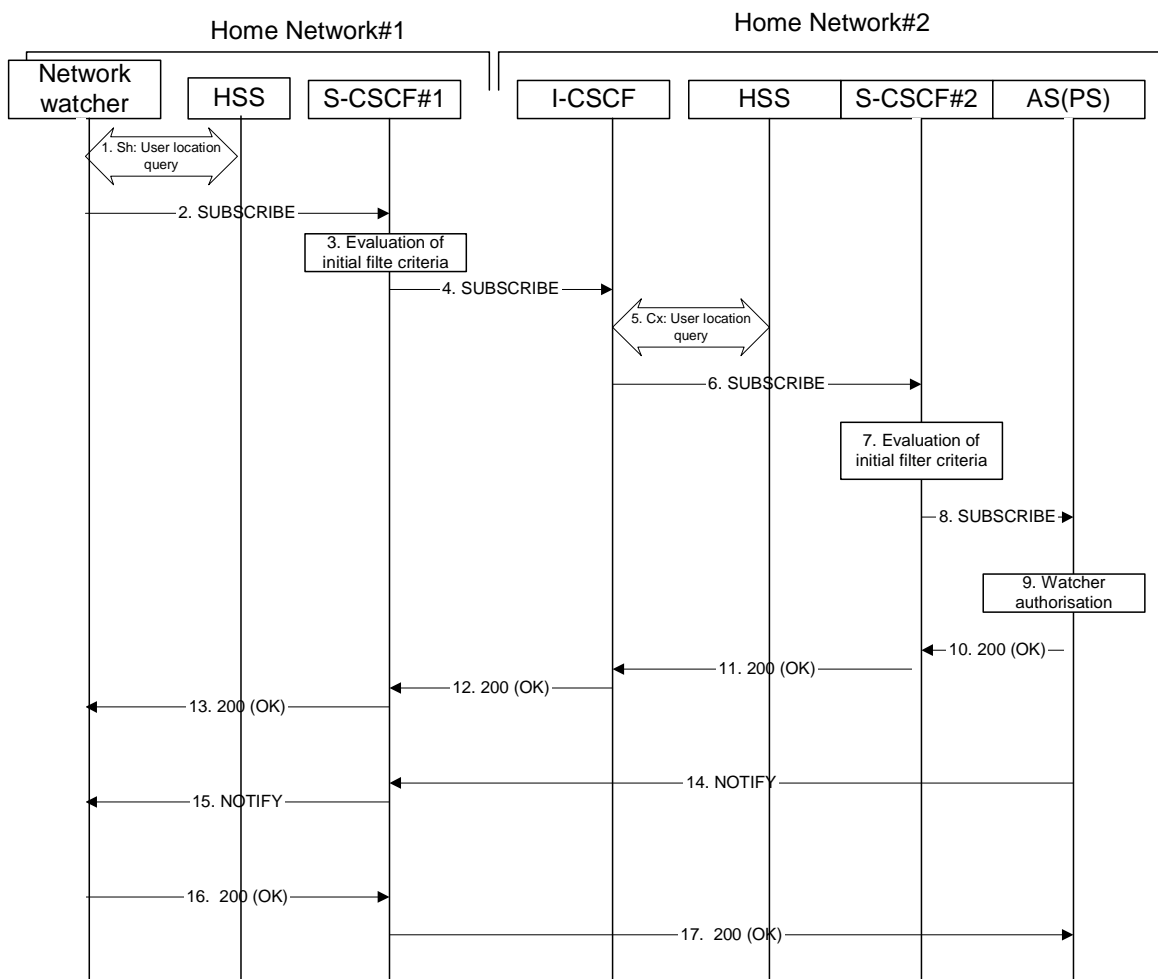 Home Network#1
Home Network#2
Network
watcher
HSS
S-CSCF#1
I-CSCF
HSS
S-CSCF#2
AS(PS)
1. Sh: User location
query
2. SUBSCRIBE
3. Evaluation of
initial filte criteria
4. SUBSCRIBE
5. Cx: User location
query
6. SUBSCRIBE
7. Evaluation of
initial filter criteria
8. SUBSCRIBE
9. Watcher
authorisation
10. 200 (OK)
11. 200 (OK)
12. 200 (OK)
13. 200 (OK)
14. NOTIFY
15. NOTIFY
16. 200 (OK)
17. 200 (OK)